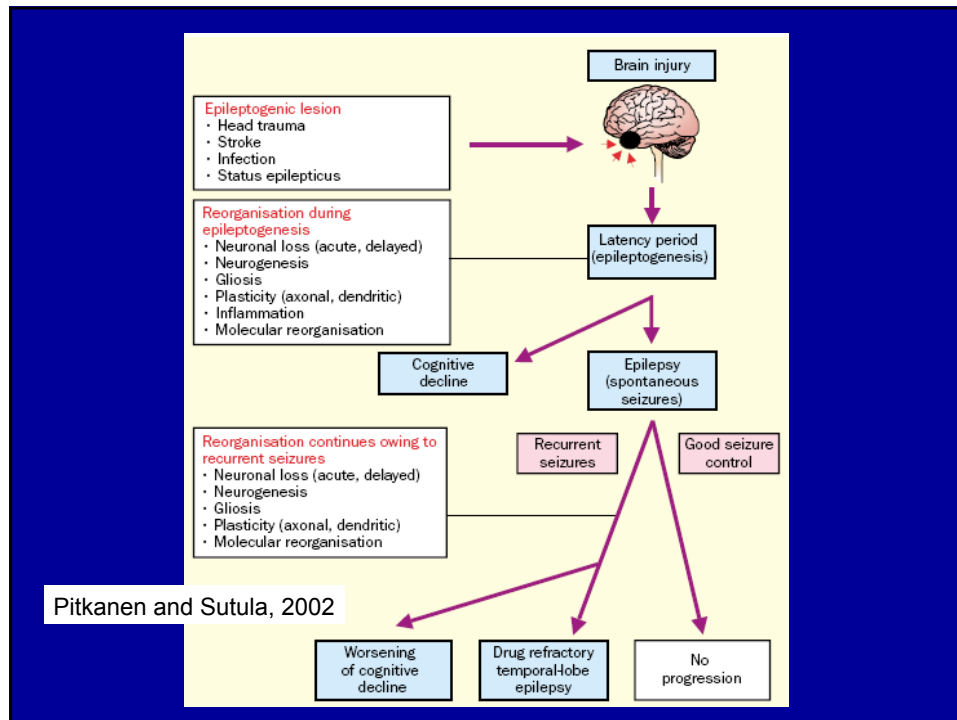 Brain injury
Epileptogenic lesion
· Head trauma
· Stroke
· Infection
· Status epilepticus
Reorganisation during
epileptogenesis
· Neuronal loss (acute, delayed)
· Neurogenesis
· Gliosis
· Plasticity (axonal, dendritic)
· Inflammation
· Molecular reorganisation
Latency period
(epileptogenesis)
Cognitive
decline
Epilepsy
(spontaneous
seizures)
Recurrent
seizures
Good seizure
control
Reorganisation continues owing to
recurrent seizures
· Neuronal loss (acute, delayed)
· Neurogenesis
· Gliosis
· Plasticity (axonal, dendritic)
· Molecular reorganisation
Pitkanen and Sutula, 2002
Worsening
of cognitive
decline
Drug refractory
temporal-lobe
epilepsy
No
progression